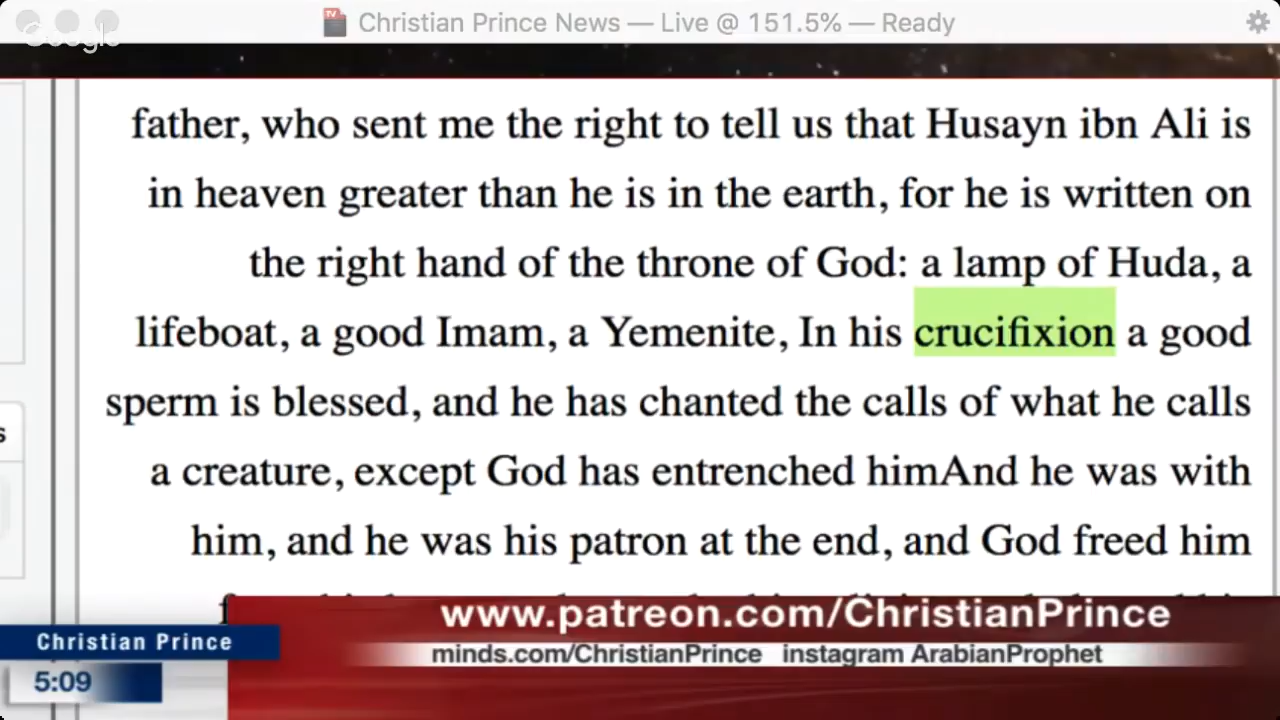 Christian Prince News — Live @ 151.5% — Ready
Google
father, who sent me the right to tell us that Husayn ibn Ali is
in heaven greater than he is in the earth, for he is written on
the right hand of the throne of God: a lamp of Huda, a
lifeboat, a good Imam, a Yemenite, In his crucifixion a good
sperm is blessed, and he has chanted the calls of what he calls
a creature, except God has entrenched himAnd he was with
him, and he was his patron at the end, and God freed him
www.patreon.com/ChristianPrince
Christian Prince
minds.com/ChristianPrince instagram ArabianProphet
5:09